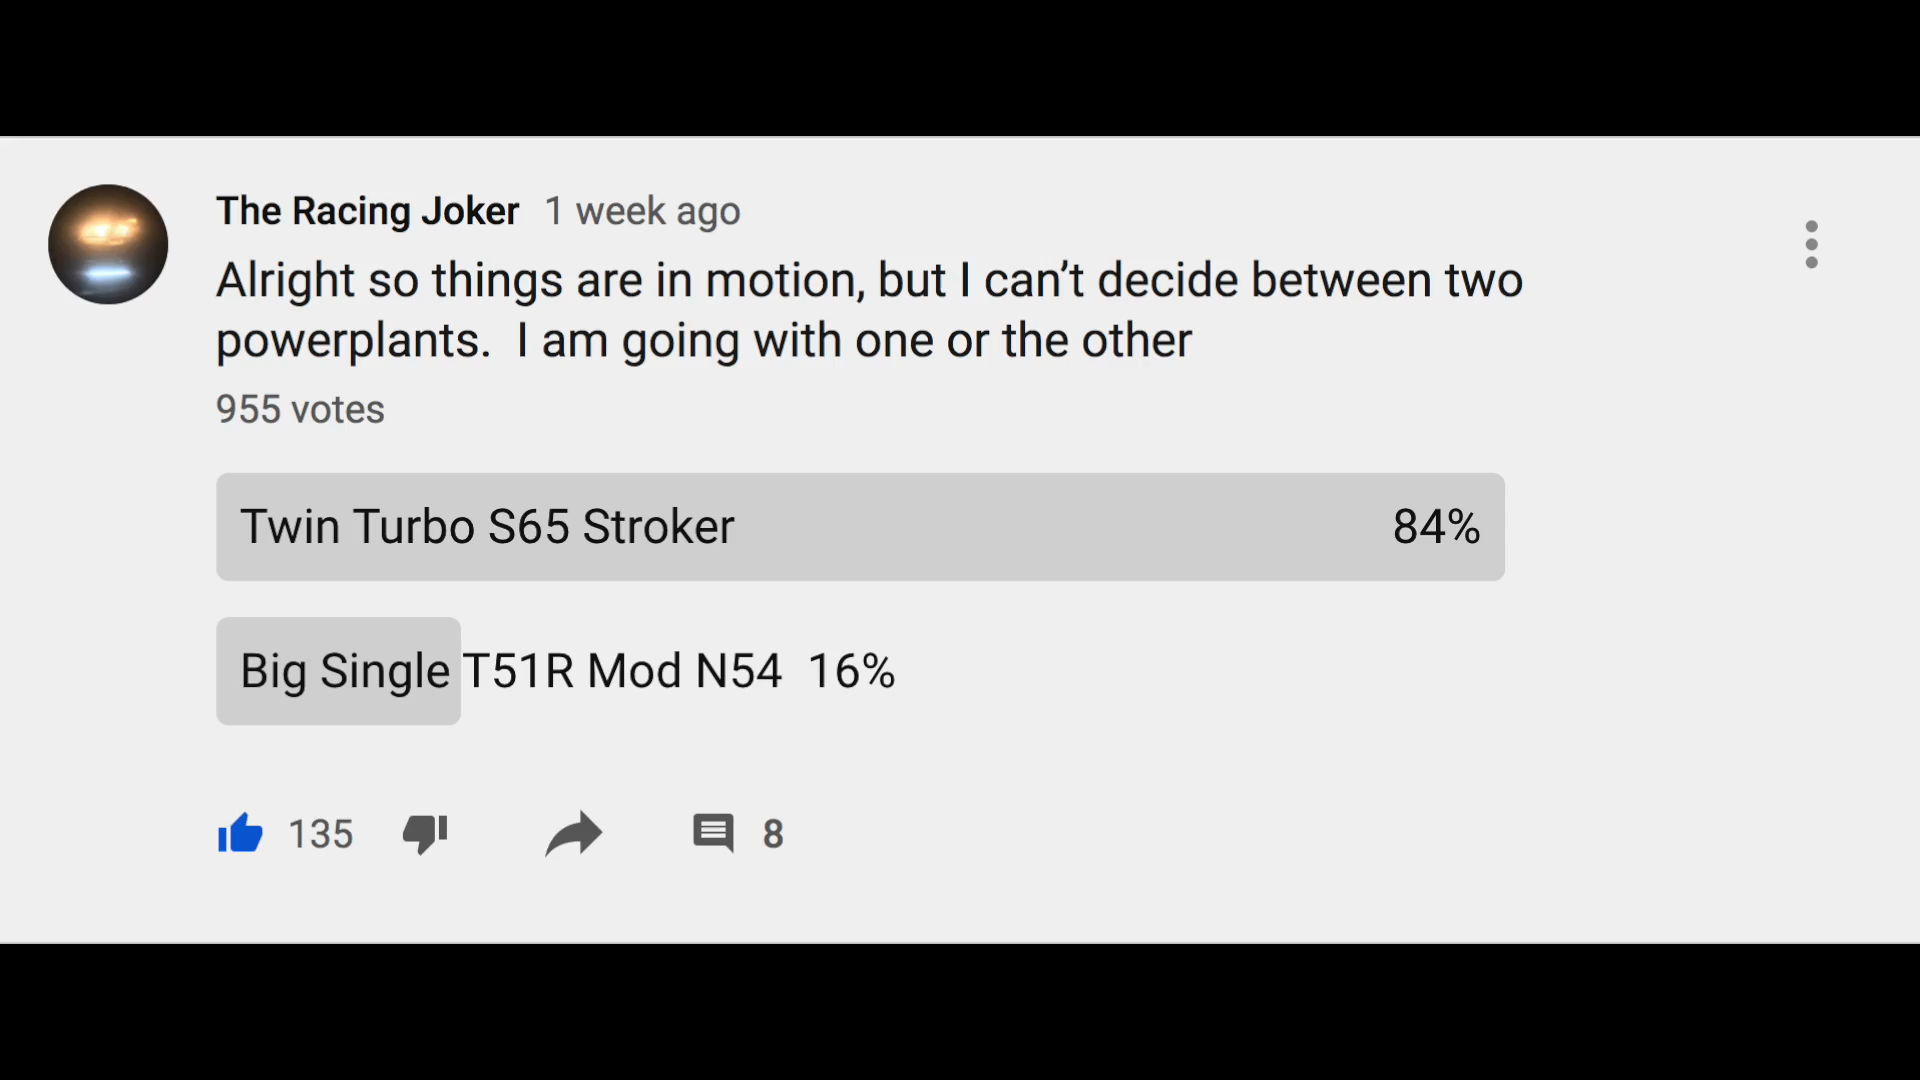 The Racing Joker 1 week ago
Alright so things are in motion, but I can’t decide between two
powerplants.  I am going with one or the other
955 votes
Twin Turbo S65 Stroker 84%
Big Single T51R Mod N54 16%
135 8